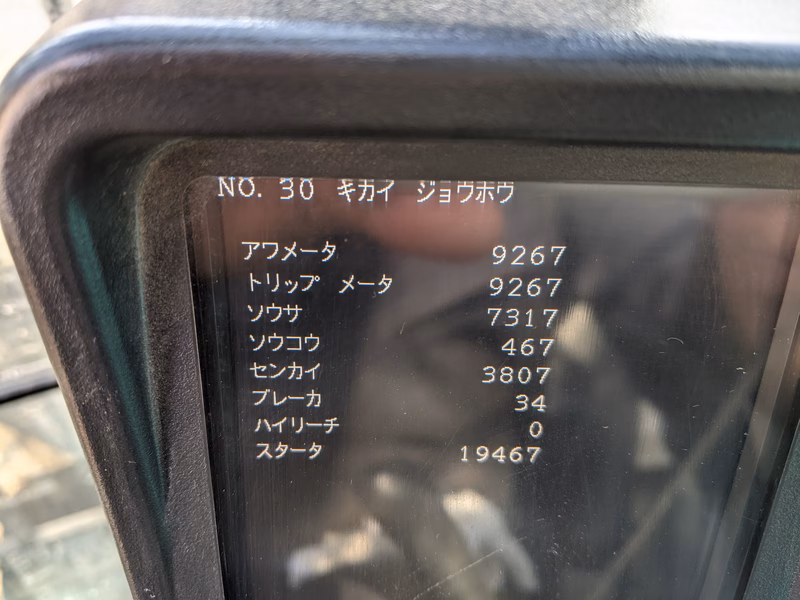 NO. 30 キカイ ジョウホウ
アワメータ 9267
トリップ メータ 9267
ソウサ 7317
ソウコウ 467
センカイ 3807
ブレーカ 34
ハイリーチ 0
スタータ 19467